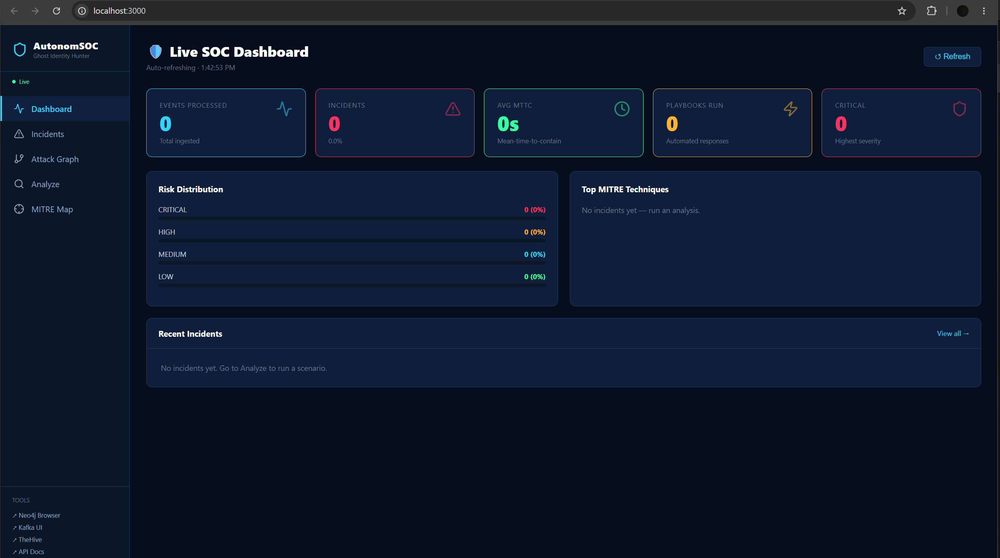 localhost:3000
AutonomSOC
Ghost Identity Hunter
Live
Dashboard
Incidents
Attack Graph
Analyze
MITRE Map
TOOLS
↗ Neo4j Browser
↗ Kafka UI
↗ TheHive
↗ API Docs
Live SOC Dashboard
Auto-refreshing · 1:42:53 PM
↺ Refresh
EVENTS PROCESSED
0
Total ingested
INCIDENTS
0
0.0%
AVG MTTC
0s
Mean-time-to-contain
PLAYBOOKS RUN
0
Automated responses
CRITICAL
0
Highest severity
Risk Distribution
CRITICAL 0 (0%)
HIGH 0 (0%)
MEDIUM 0 (0%)
LOW 0 (0%)
Top MITRE Techniques
No incidents yet — run an analysis.
Recent Incidents
View all →
No incidents yet. Go to Analyze to run a scenario.